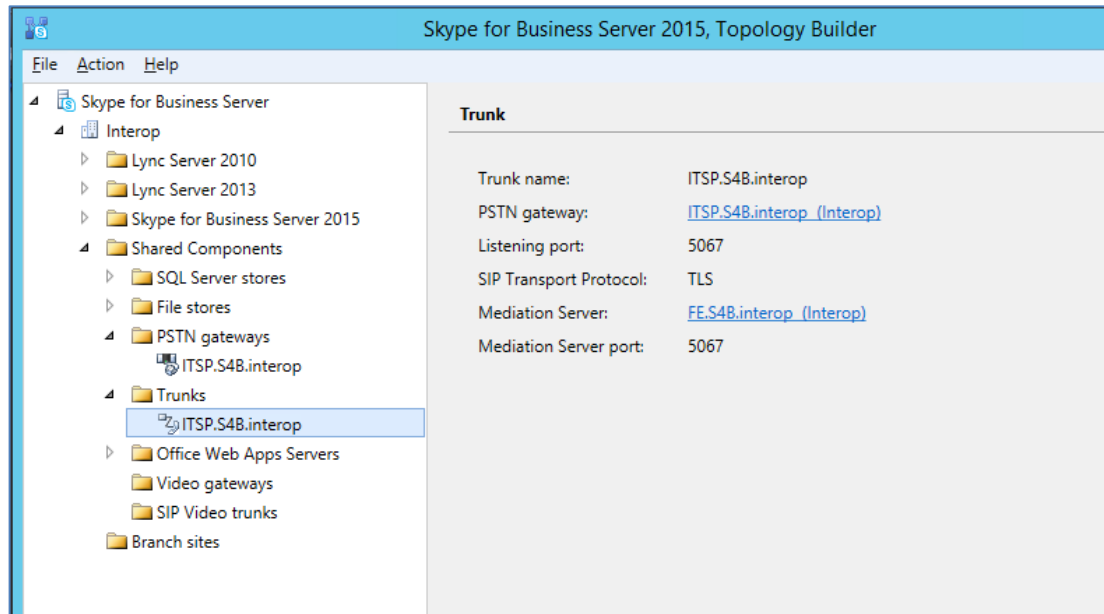 Skype for Business Server 2015, Topology Builder
File Action Help
Skype for Business Server
Interop
Lync Server 2010
Lync Server 2013
Skype for Business Server 2015
Shared Components
SQL Server stores
File stores
PSTN gateways
ITSP.S4B.interop
Trunks
ITSP.S4B.interop
Office Web Apps Servers
Video gateways
SIP Video trunks
Branch sites
Trunk
Trunk name: ITSP.S4B.interop
PSTN gateway: ITSP.S4B.interop (Interop)
Listening port: 5067
SIP Transport Protocol: TLS
Mediation Server: FE.S4B.interop (Interop)
Mediation Server port: 5067